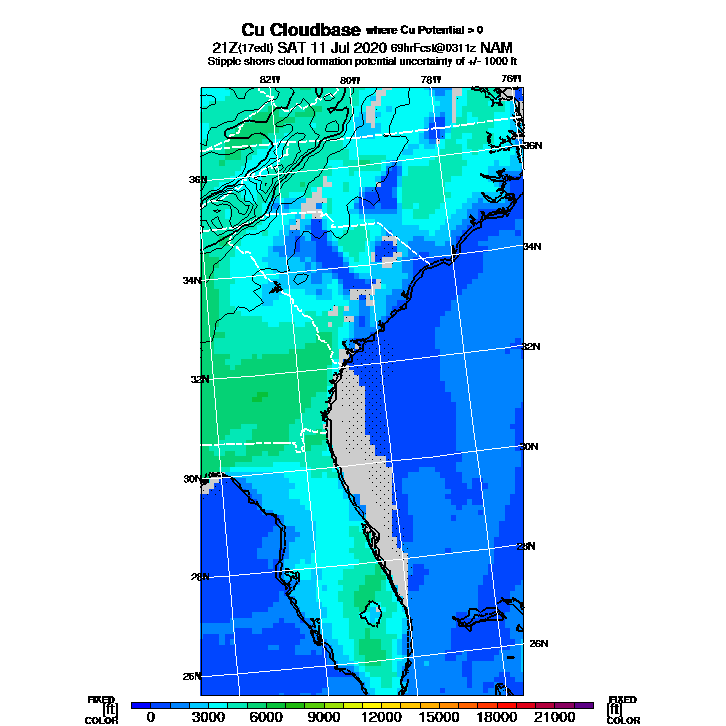 Cu Cloudbase where Cu Potential > 0
21Z(17edt) SAT 11 Jul 2020 69hrFcst@0311z NAM
Stipple shows cloud formation potential uncertainty of +/- 1000 ft
82W 80W 78W 76W
36N
36N
34N
34N
32N
32N
30N
30N
28N
28N
26N
26N
FIXED FIXED
[ft] [ft]
COLOR COLOR
0 3000 6000 9000 12000 15000 18000 21000